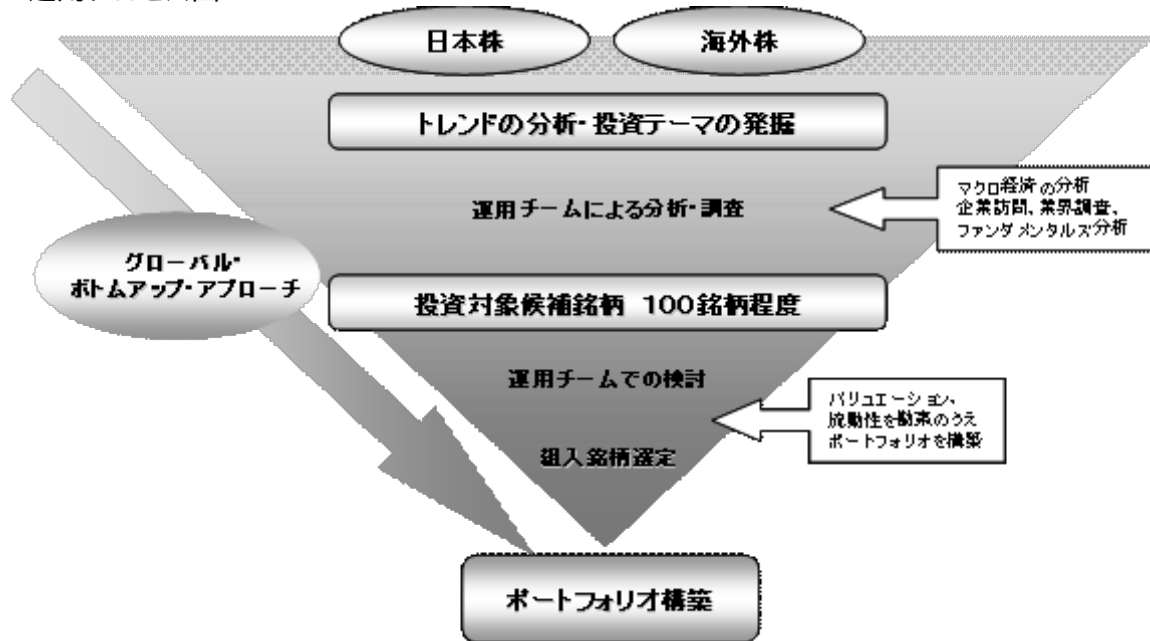 日本株
海外株
トレンドの分析・投資テーマの発掘
運用チームによる分析・調査
マクロ経済の分析
企業訪問、業界調査、
ファンダメンタルズ分析
グローバル・
ボトムアップ・アプローチ
投資対象候補銘柄 100銘柄程度
運用チームでの検討
バリュエーション、
流動性を勘案のうえ
ポートフォリオを構築
組入銘柄選定
ポートフォリオ構築